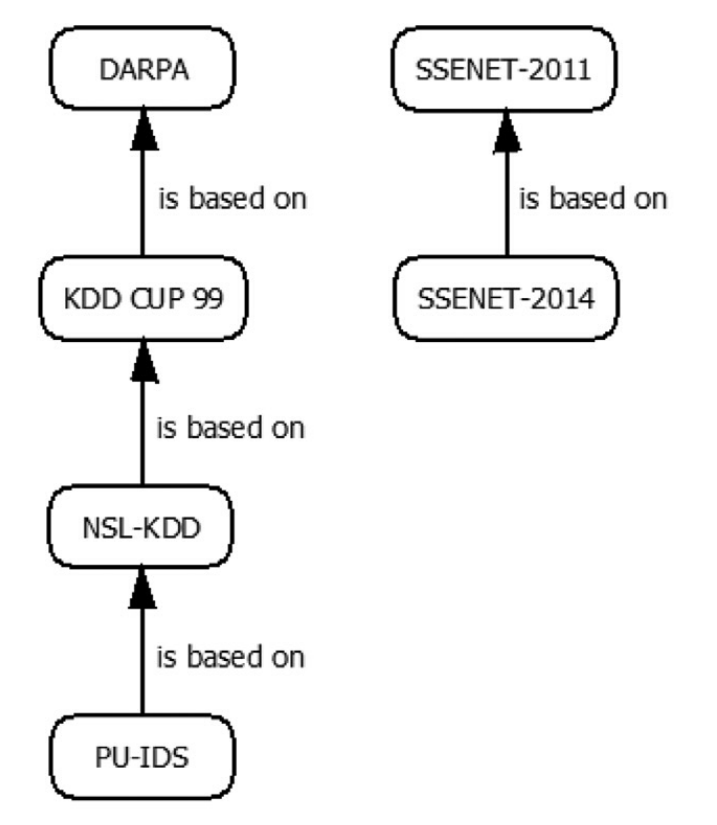 DARPA
SSENET-2011
is based on
is based on
KDD CUP 99
SSENET-2014
is based on
NSL-KDD
is based on
PU-IDS